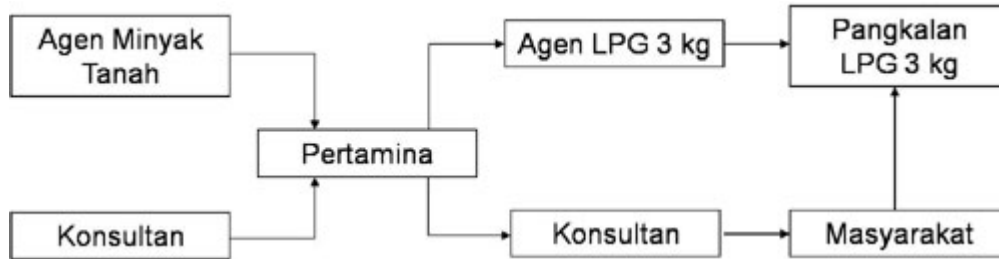 Agen Minyak
Tanah
Agen LPG 3 kg
Pangkalan
LPG 3 kg
Pertamina
Konsultan
Konsultan
Masyarakat